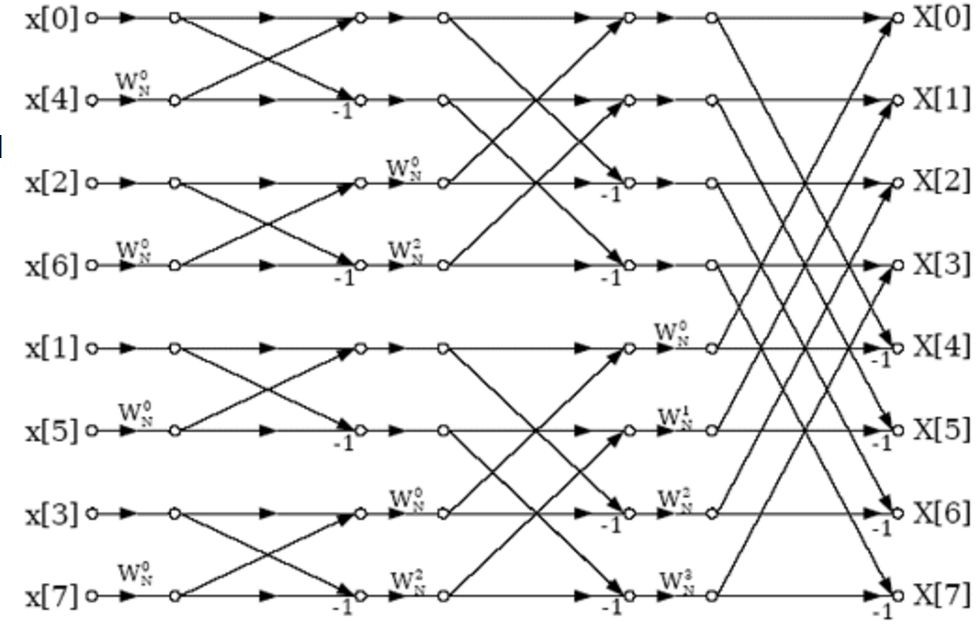 x[0] X[0]
W_N^0
x[4] -1 X[1]
W_N^0
x[2] -1 X[2]
W_N^0 W_N^2
x[6] -1 -1 X[3]
W_N^0
x[1] -1 X[4]
W_N^0 W_N^1
x[5] -1 -1 X[5]
W_N^0 W_N^2
x[3] -1 -1 X[6]
W_N^0 W_N^2 W_N^3
x[7] -1 -1 -1 X[7]